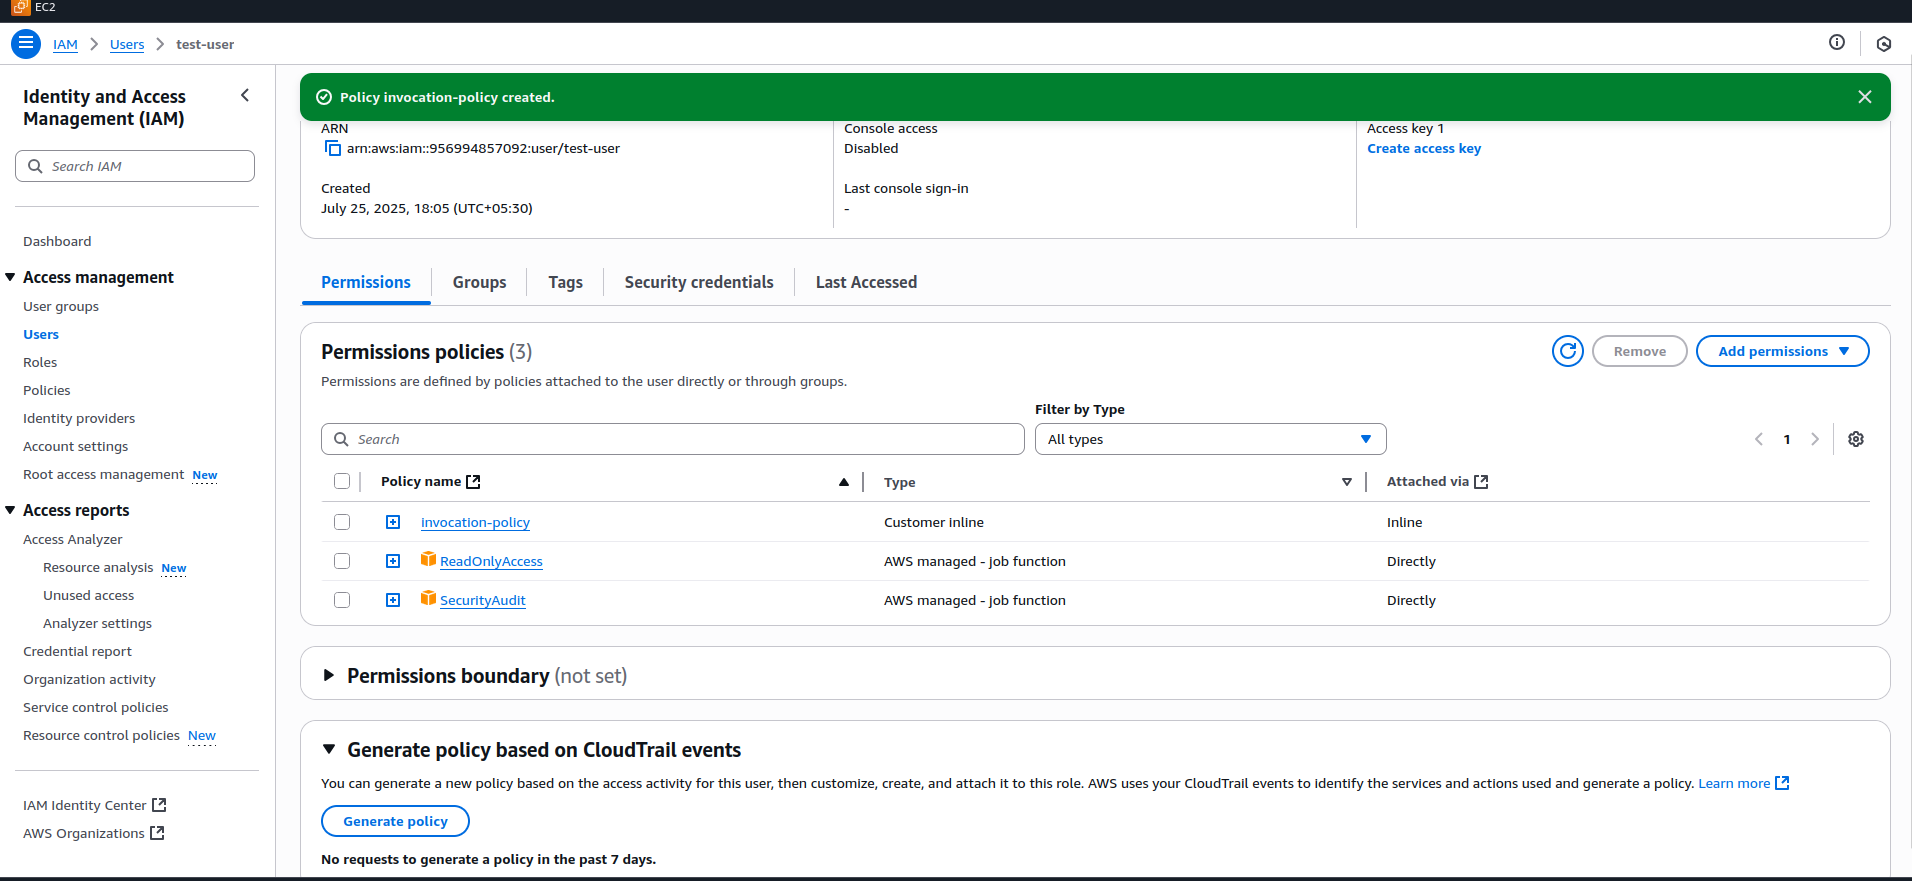 EC2
IAM
Users
test-user
Identity and Access
Management (IAM)
Search IAM
Dashboard
Access management
User groups
Users
Roles
Policies
Identity providers
Account settings
Root access management New
Access reports
Access Analyzer
Resource analysis New
Unused access
Analyzer settings
Credential report
Organization activity
Service control policies
Resource control policies New
IAM Identity Center
AWS Organizations
Policy invocation-policy created.
ARN
arn:aws:iam::956994857092:user/test-user
Created
July 25, 2025, 18:05 (UTC+05:30)
Console access
Disabled
Last console sign-in
-
Access key 1
Create access key
Permissions
Groups
Tags
Security credentials
Last Accessed
Permissions policies (3)
Permissions are defined by policies attached to the user directly or through groups.
Remove
Add permissions
Filter by Type
Search
All types
1
Policy name Type Attached via
invocation-policy Customer inline Inline
ReadOnlyAccess AWS managed - job function Directly
SecurityAudit AWS managed - job function Directly
Permissions boundary (not set)
Generate policy based on CloudTrail events
You can generate a new policy based on the access activity for this user, then customize, create, and attach it to this role. AWS uses your CloudTrail events to identify the services and actions used and generate a policy. Learn more
Generate policy
No requests to generate a policy in the past 7 days.